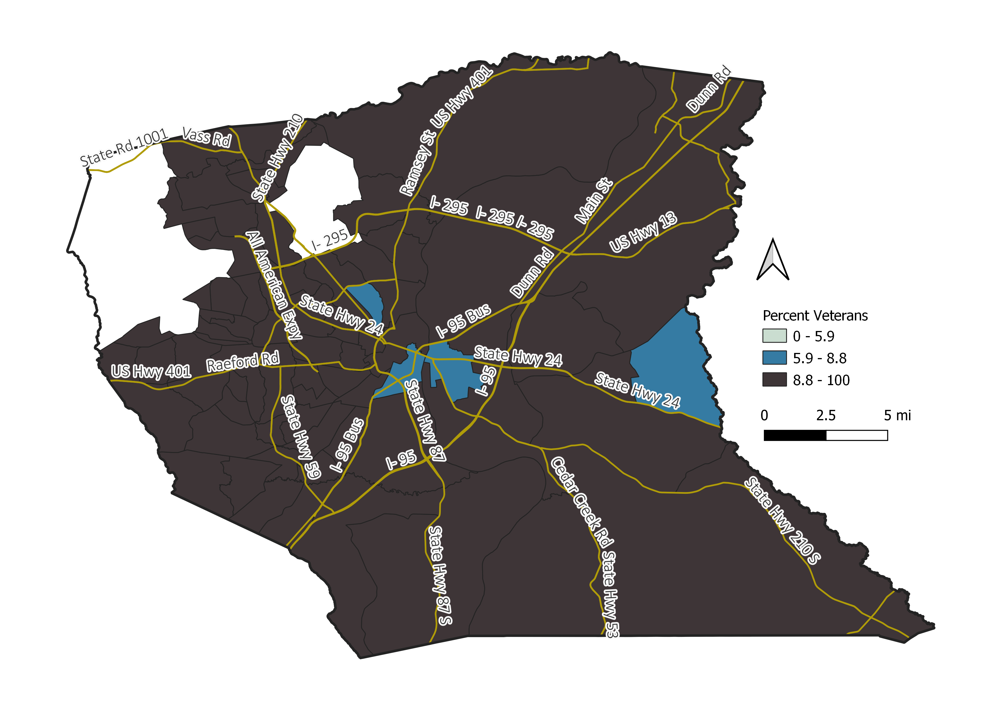 Dunn Rd
US Hwy 401
State Hwy 210
Vass Rd
State Rd 1001
Ramsey St
Main St
I- 295
I- 295
I- 295
US Hwy 13
I- 295
All American Expy
Dunn Rd
State Hwy 24
I- 95 Bus
Percent Veterans
0 - 5.9
5.9 - 8.8
8.8 - 100
State Hwy 24
Raeford Rd
US Hwy 401
I- 95
State Hwy 24
0 2.5 5 mi
State Hwy 59
State Hwy 87
I- 95 Bus
I- 95
Cedar Creek Rd
State Hwy 210 S
State Hwy 87 S
State Hwy 53